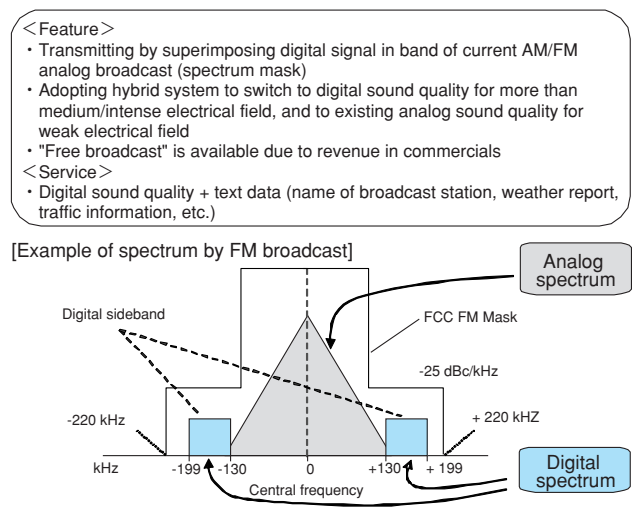 ＜Feature＞
・Transmitting by superimposing digital signal in band of current AM/FM
analog broadcast (spectrum mask)
・Adopting hybrid system to switch to digital sound quality for more than
medium/intense electrical field, and to existing analog sound quality for
weak electrical field
・"Free broadcast" is available due to revenue in commercials
＜Service＞
・Digital sound quality + text data (name of broadcast station, weather report,
traffic information, etc.)
[Example of spectrum by FM broadcast]
Analog
spectrum
Digital sideband
FCC FM Mask
-25 dBc/kHz
-220 kHz
+ 220 kHZ
kHz
-199
-130
0
+130
+ 199
Central frequency
Digital
spectrum